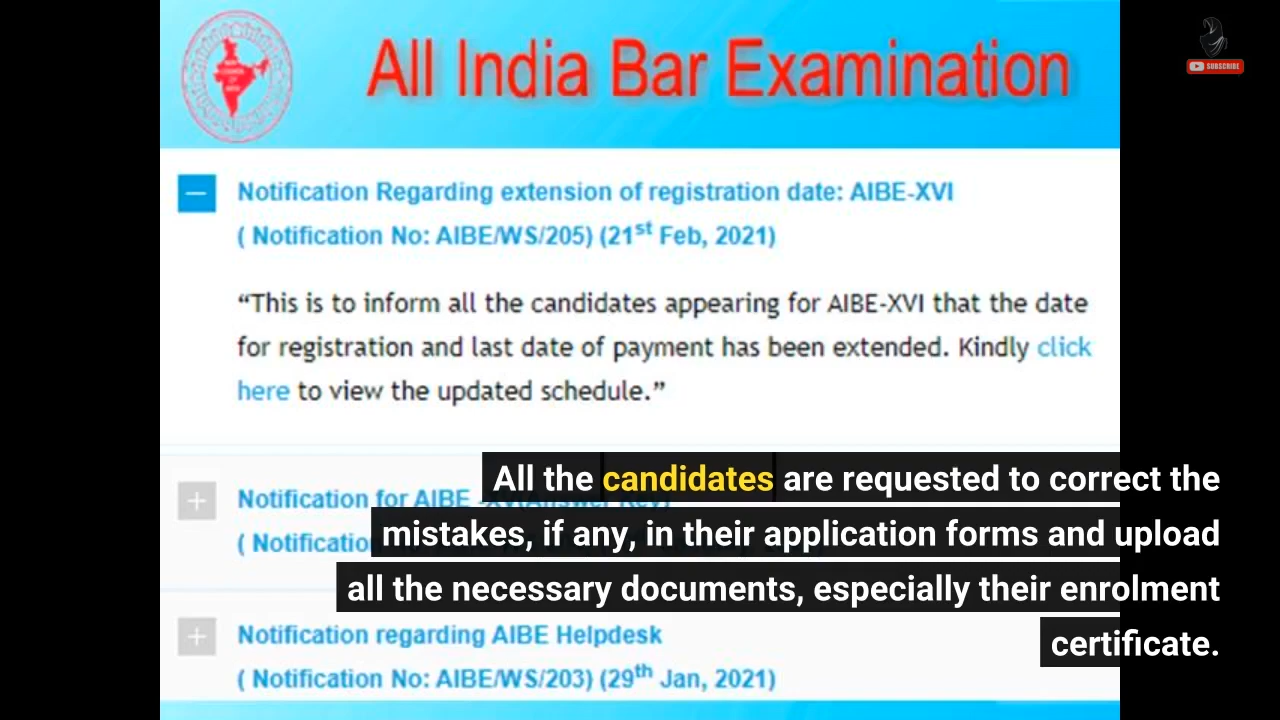 All India Bar Examination
SUBSCRIBE
Notification Regarding extension of registration date: AIBE-XVI
( Notification No: AIBE/WS/205) (21st Feb, 2021)
“This is to inform all the candidates appearing for AIBE-XVI that the date
for registration and last date of payment has been extended. Kindly click
here to view the updated schedule.”
Notification for AIBE -XV(Answer Key)
( Notification
All the candidates are requested to correct the
mistakes, if any, in their application forms and upload
all the necessary documents, especially their enrolment
certificate.
Notification regarding AIBE Helpdesk
( Notification No: AIBE/WS/203) (29th Jan, 2021)